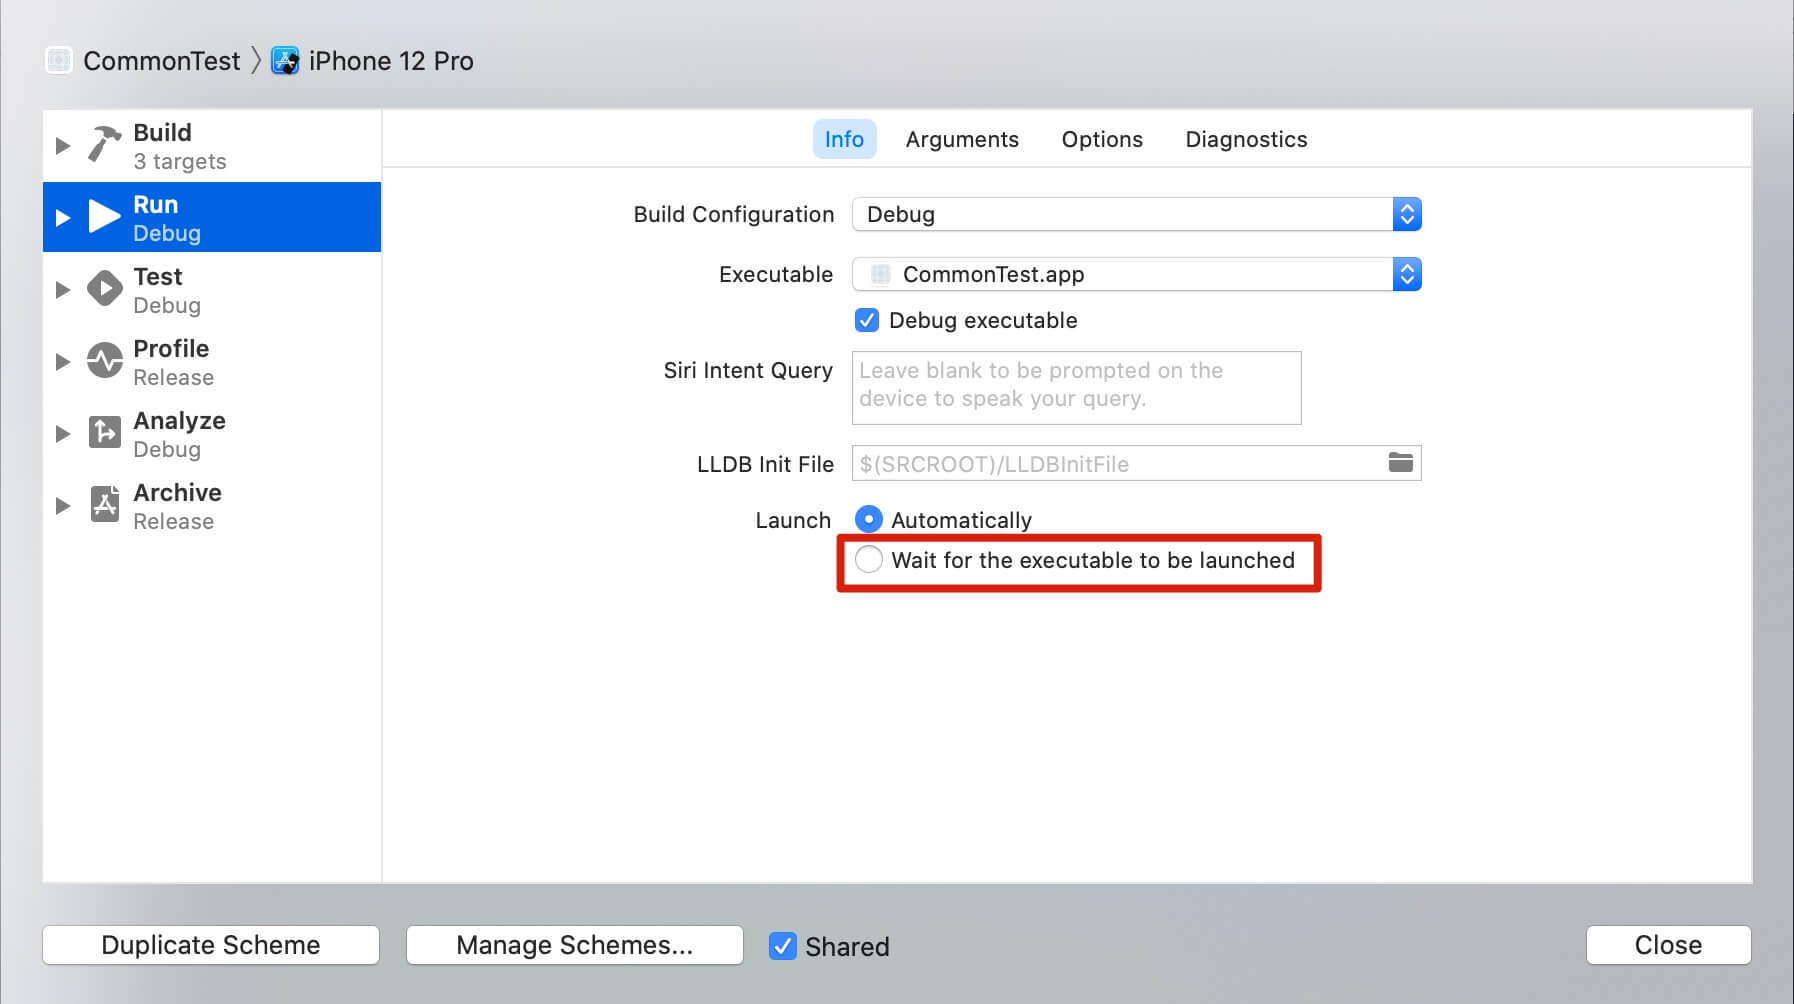 CommonTest 〉 iPhone 12 Pro
Build
3 targets
Run
Debug
Test
Debug
Profile
Release
Analyze
Debug
Archive
Release
Info Arguments Options Diagnostics
Build Configuration Debug
Executable CommonTest.app
Debug executable
Siri Intent Query Leave blank to be prompted on the
device to speak your query.
LLDB Init File $(SRCROOT)/LLDBInitFile
Launch Automatically
Wait for the executable to be launched
Duplicate Scheme Manage Schemes... Shared Close